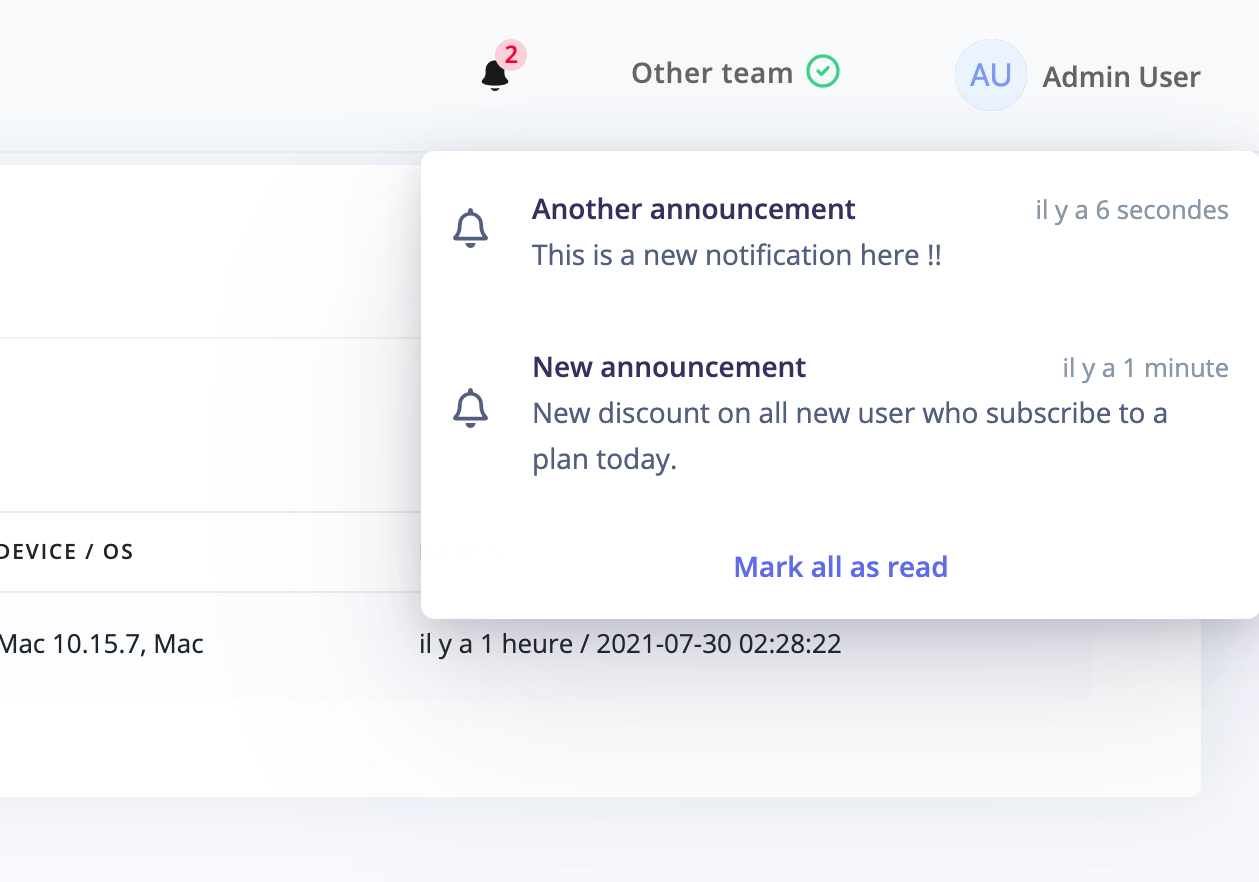 2
Other team
AU
Admin User
Another announcement
il y a 6 secondes
This is a new notification here !!
New announcement
il y a 1 minute
New discount on all new user who subscribe to a
plan today.
Mark all as read
DEVICE / OS
Mac 10.15.7, Mac
il y a 1 heure / 2021-07-30 02:28:22